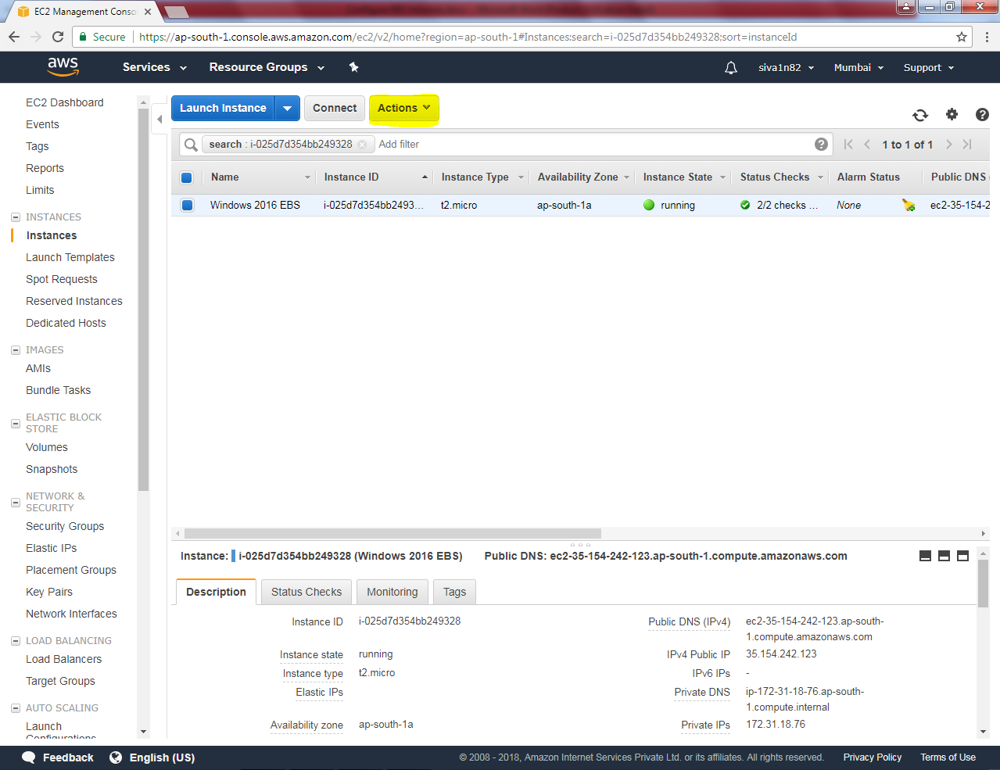 EC2 Management Conso
Secure
https://ap-south-1.console.aws.amazon.com/ec2/v2/home?region=ap-south-1#Instances:search=i-025d7d354bb249328;sort=instanceId
aws
Services
Resource Groups
siva1n82
Mumbai
Support
EC2 Dashboard
Events
Tags
Reports
Limits
INSTANCES
Instances
Launch Templates
Spot Requests
Reserved Instances
Dedicated Hosts
IMAGES
AMIs
Bundle Tasks
ELASTIC BLOCK
STORE
Volumes
Snapshots
NETWORK &
SECURITY
Security Groups
Elastic IPs
Placement Groups
Key Pairs
Network Interfaces
LOAD BALANCING
Load Balancers
Target Groups
AUTO SCALING
Launch
Configurations
Launch Instance
Connect
Actions
search : i-025d7d354bb249328
Add filter
1 to 1 of 1
Name
Instance ID
Instance Type
Availability Zone
Instance State
Status Checks
Alarm Status
Public DNS (
Windows 2016 EBS
i-025d7d354bb2493...
t2.micro
ap-south-1a
running
2/2 checks ...
None
ec2-35-154-2
Instance: i-025d7d354bb249328 (Windows 2016 EBS)
Public DNS: ec2-35-154-242-123.ap-south-1.compute.amazonaws.com
Description
Status Checks
Monitoring
Tags
Instance ID
i-025d7d354bb249328
Instance state
running
Instance type
t2.micro
Elastic IPs
Availability zone
ap-south-1a
Public DNS (IPv4)
ec2-35-154-242-123.ap-south-
1.compute.amazonaws.com
IPv4 Public IP
35.154.242.123
IPv6 IPs
-
Private DNS
ip-172-31-18-76.ap-south-
1.compute.internal
Private IPs
172.31.18.76
Feedback
English (US)
© 2008 - 2018, Amazon Internet Services Private Ltd. or its affiliates. All rights reserved.
Privacy Policy
Terms of Use